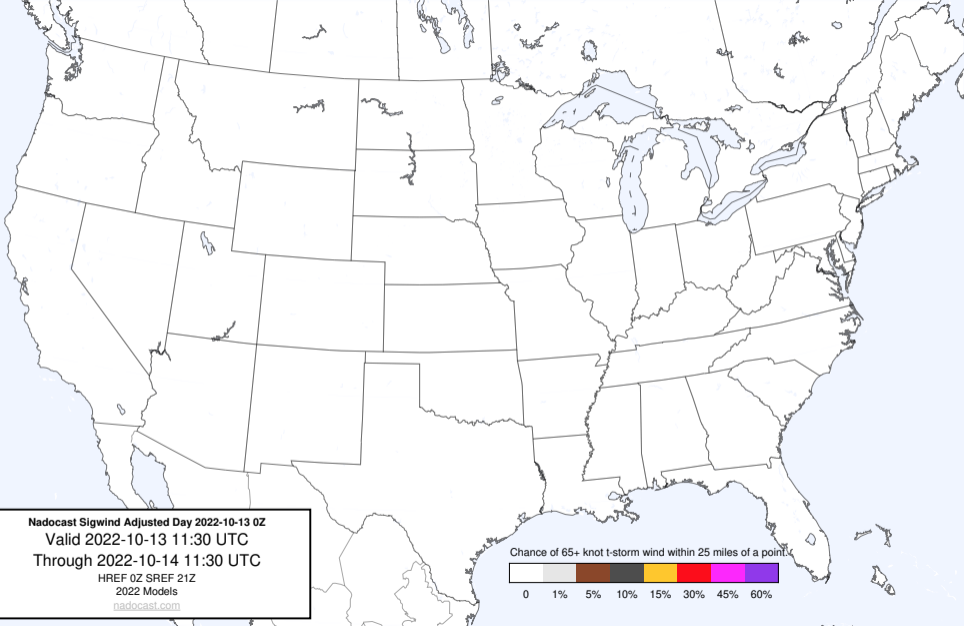 Nadocast Sigwind Adjusted Day 2022-10-13 0Z
Valid 2022-10-13 11:30 UTC
Through 2022-10-14 11:30 UTC
HREF 0Z SREF 21Z
2022 Models
nadocast.com
Chance of 65+ knot t-storm wind within 25 miles of a point.
0 1% 5% 10% 15% 30% 45% 60%